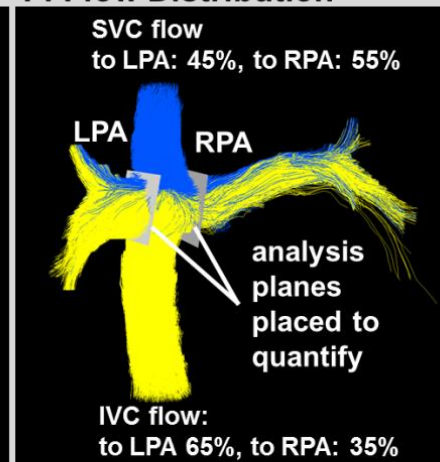 SVC flow
to LPA: 45%, to RPA: 55%
LPA
RPA
analysis
planes
placed to
quantify
IVC flow:
to LPA 65%, to RPA: 35%